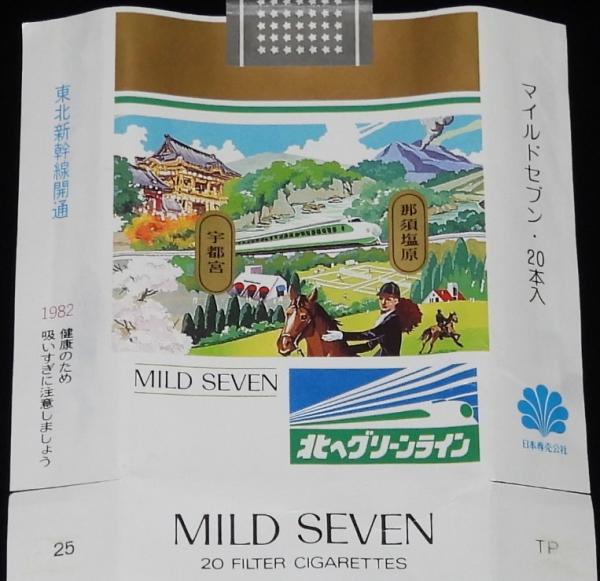 東北新幹線開通
1982
健康のため
吸いすぎに注意しましょう
25
宇都宮
那須塩原
MILD SEVEN
北へグリーンライン
MILD SEVEN
20 FILTER CIGARETTES
マイルドセブン・20本入
日本専売公社
TP